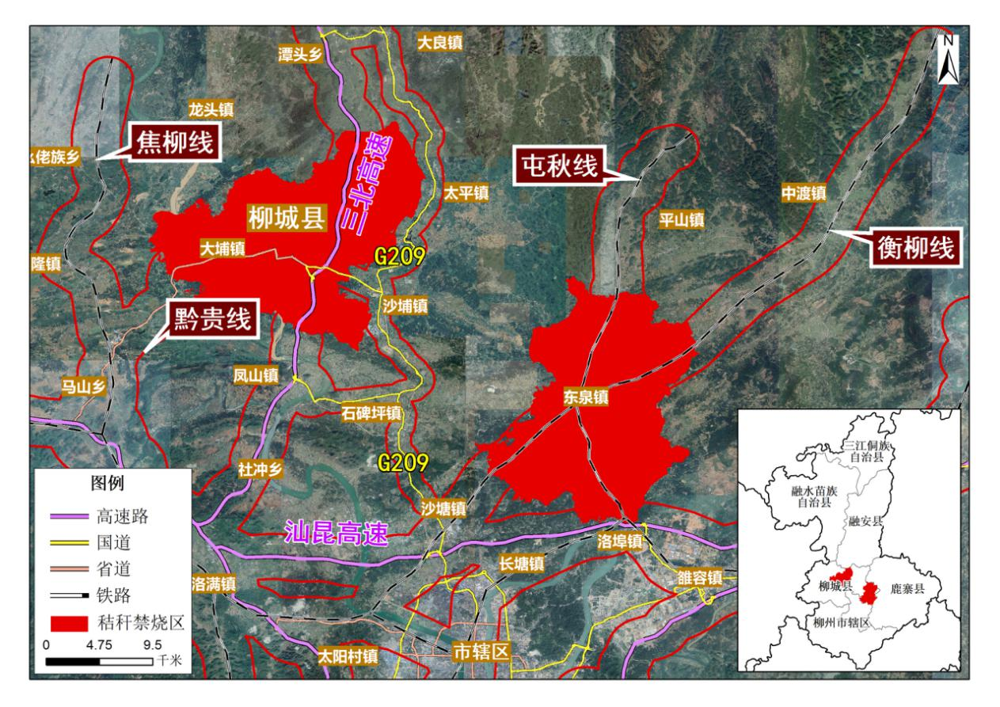 N
大良镇
潭头乡
龙头镇
焦柳线
佬族乡
三北高速
屯秋线
太平镇
中渡镇
柳城县
平山镇
衡柳线
大埔镇
G209
隆镇
沙埔镇
黔贵线
凤山镇
马山乡
东泉镇
石碑坪镇
G209
社冲乡
沙塘镇
汕昆高速
洛埠镇
长塘镇
雒容镇
洛满镇
太阳村镇
市辖区
图例
高速路
国道
省道
铁路
秸秆禁烧区
0 4.75 9.5
千米
三江侗族
自治县
融水苗族
自治县
融安县
柳城县
鹿寨县
柳州市辖区